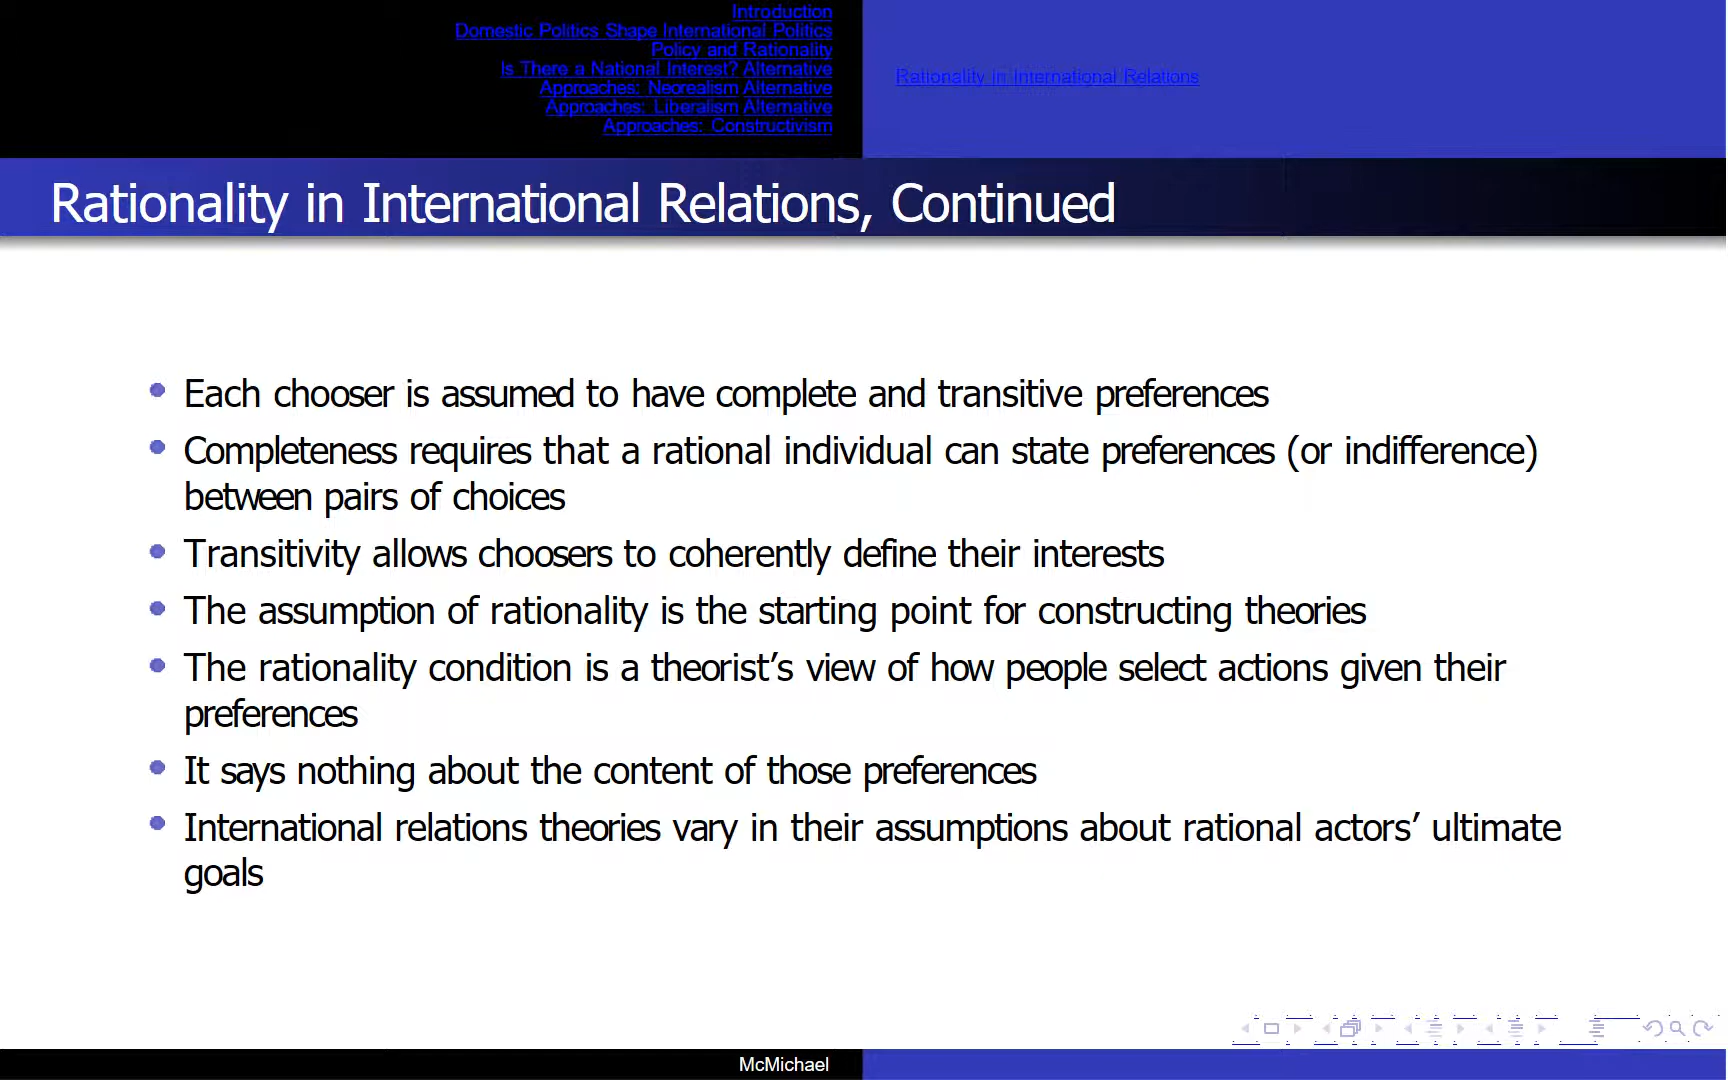 Introduction
Domestic Politics Shape International Politics
Policy and Rationality
Is There a National Interest? Alternative
Approaches: Neorealism Alternative
Approaches: Liberalism Alternative
Approaches: Constructivism
Rationality in International Relations
Rationality in International Relations, Continued
Each chooser is assumed to have complete and transitive preferences
Completeness requires that a rational individual can state preferences (or indifference)
between pairs of choices
Transitivity allows choosers to coherently define their interests
The assumption of rationality is the starting point for constructing theories
The rationality condition is a theorist’s view of how people select actions given their
preferences
It says nothing about the content of those preferences
International relations theories vary in their assumptions about rational actors’ ultimate
goals
McMichael